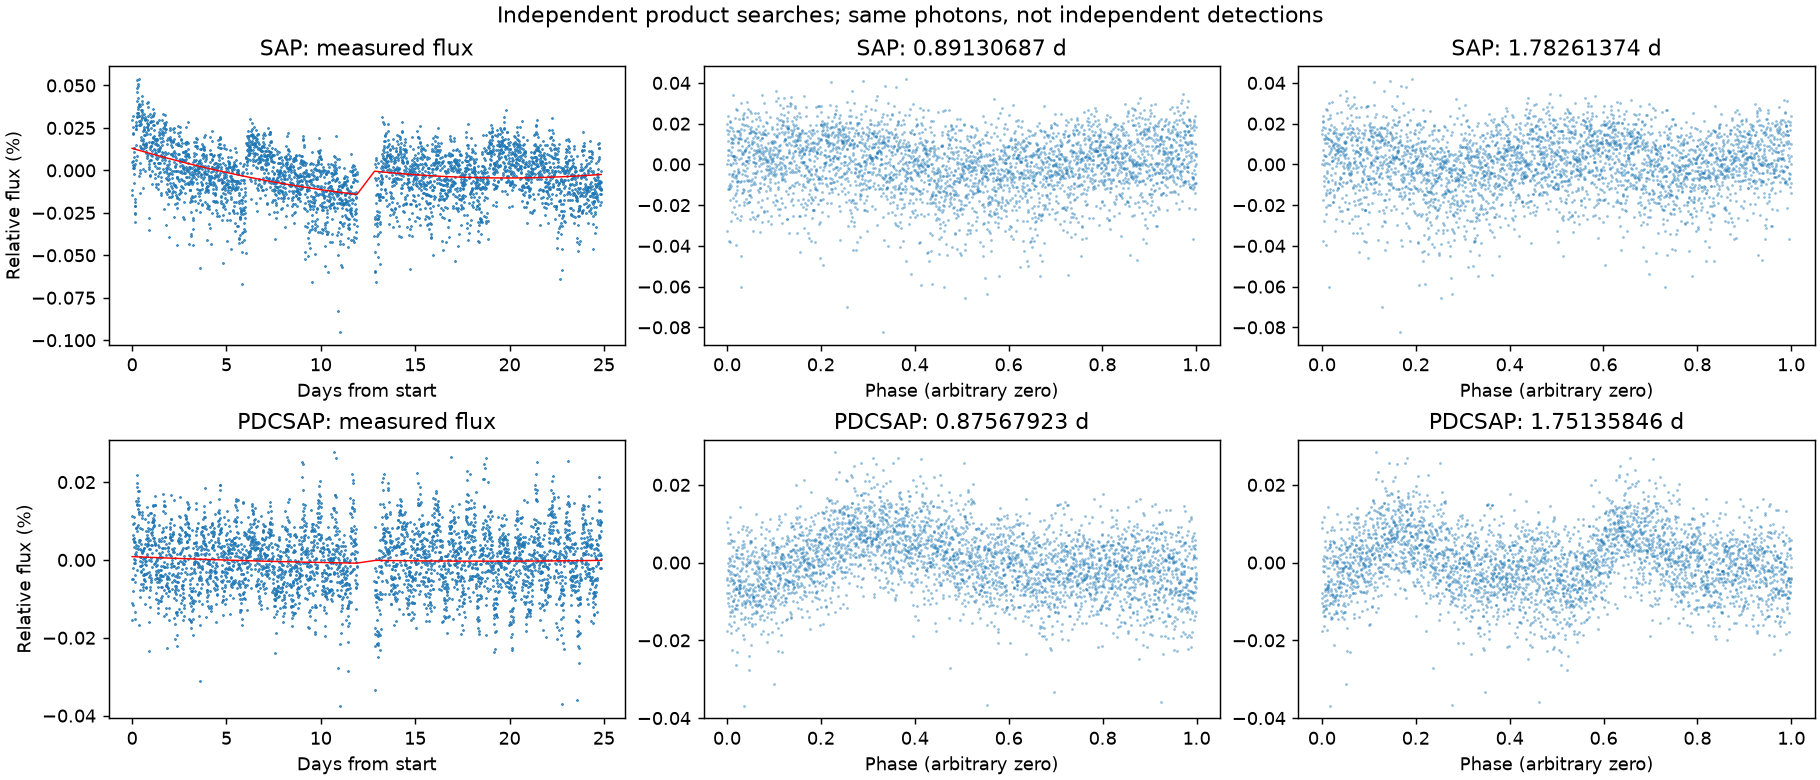 Independent product searches; same photons, not independent detections
SAP: measured flux
SAP: 0.89130687 d
SAP: 1.78261374 d
Relative flux (%)
0.050
0.025
0.000
−0.025
−0.050
−0.075
−0.100
0.04
0.02
0.00
−0.02
−0.04
−0.06
−0.08
0.04
0.02
0.00
−0.02
−0.04
−0.06
−0.08
0 5 10 15 20 25
0.0 0.2 0.4 0.6 0.8 1.0
0.0 0.2 0.4 0.6 0.8 1.0
Days from start
Phase (arbitrary zero)
Phase (arbitrary zero)
PDCSAP: measured flux
PDCSAP: 0.87567923 d
PDCSAP: 1.75135846 d
Relative flux (%)
0.02
0.00
−0.02
−0.04
0.02
0.00
−0.02
−0.04
0.02
0.00
−0.02
−0.04
0 5 10 15 20 25
0.0 0.2 0.4 0.6 0.8 1.0
0.0 0.2 0.4 0.6 0.8 1.0
Days from start
Phase (arbitrary zero)
Phase (arbitrary zero)